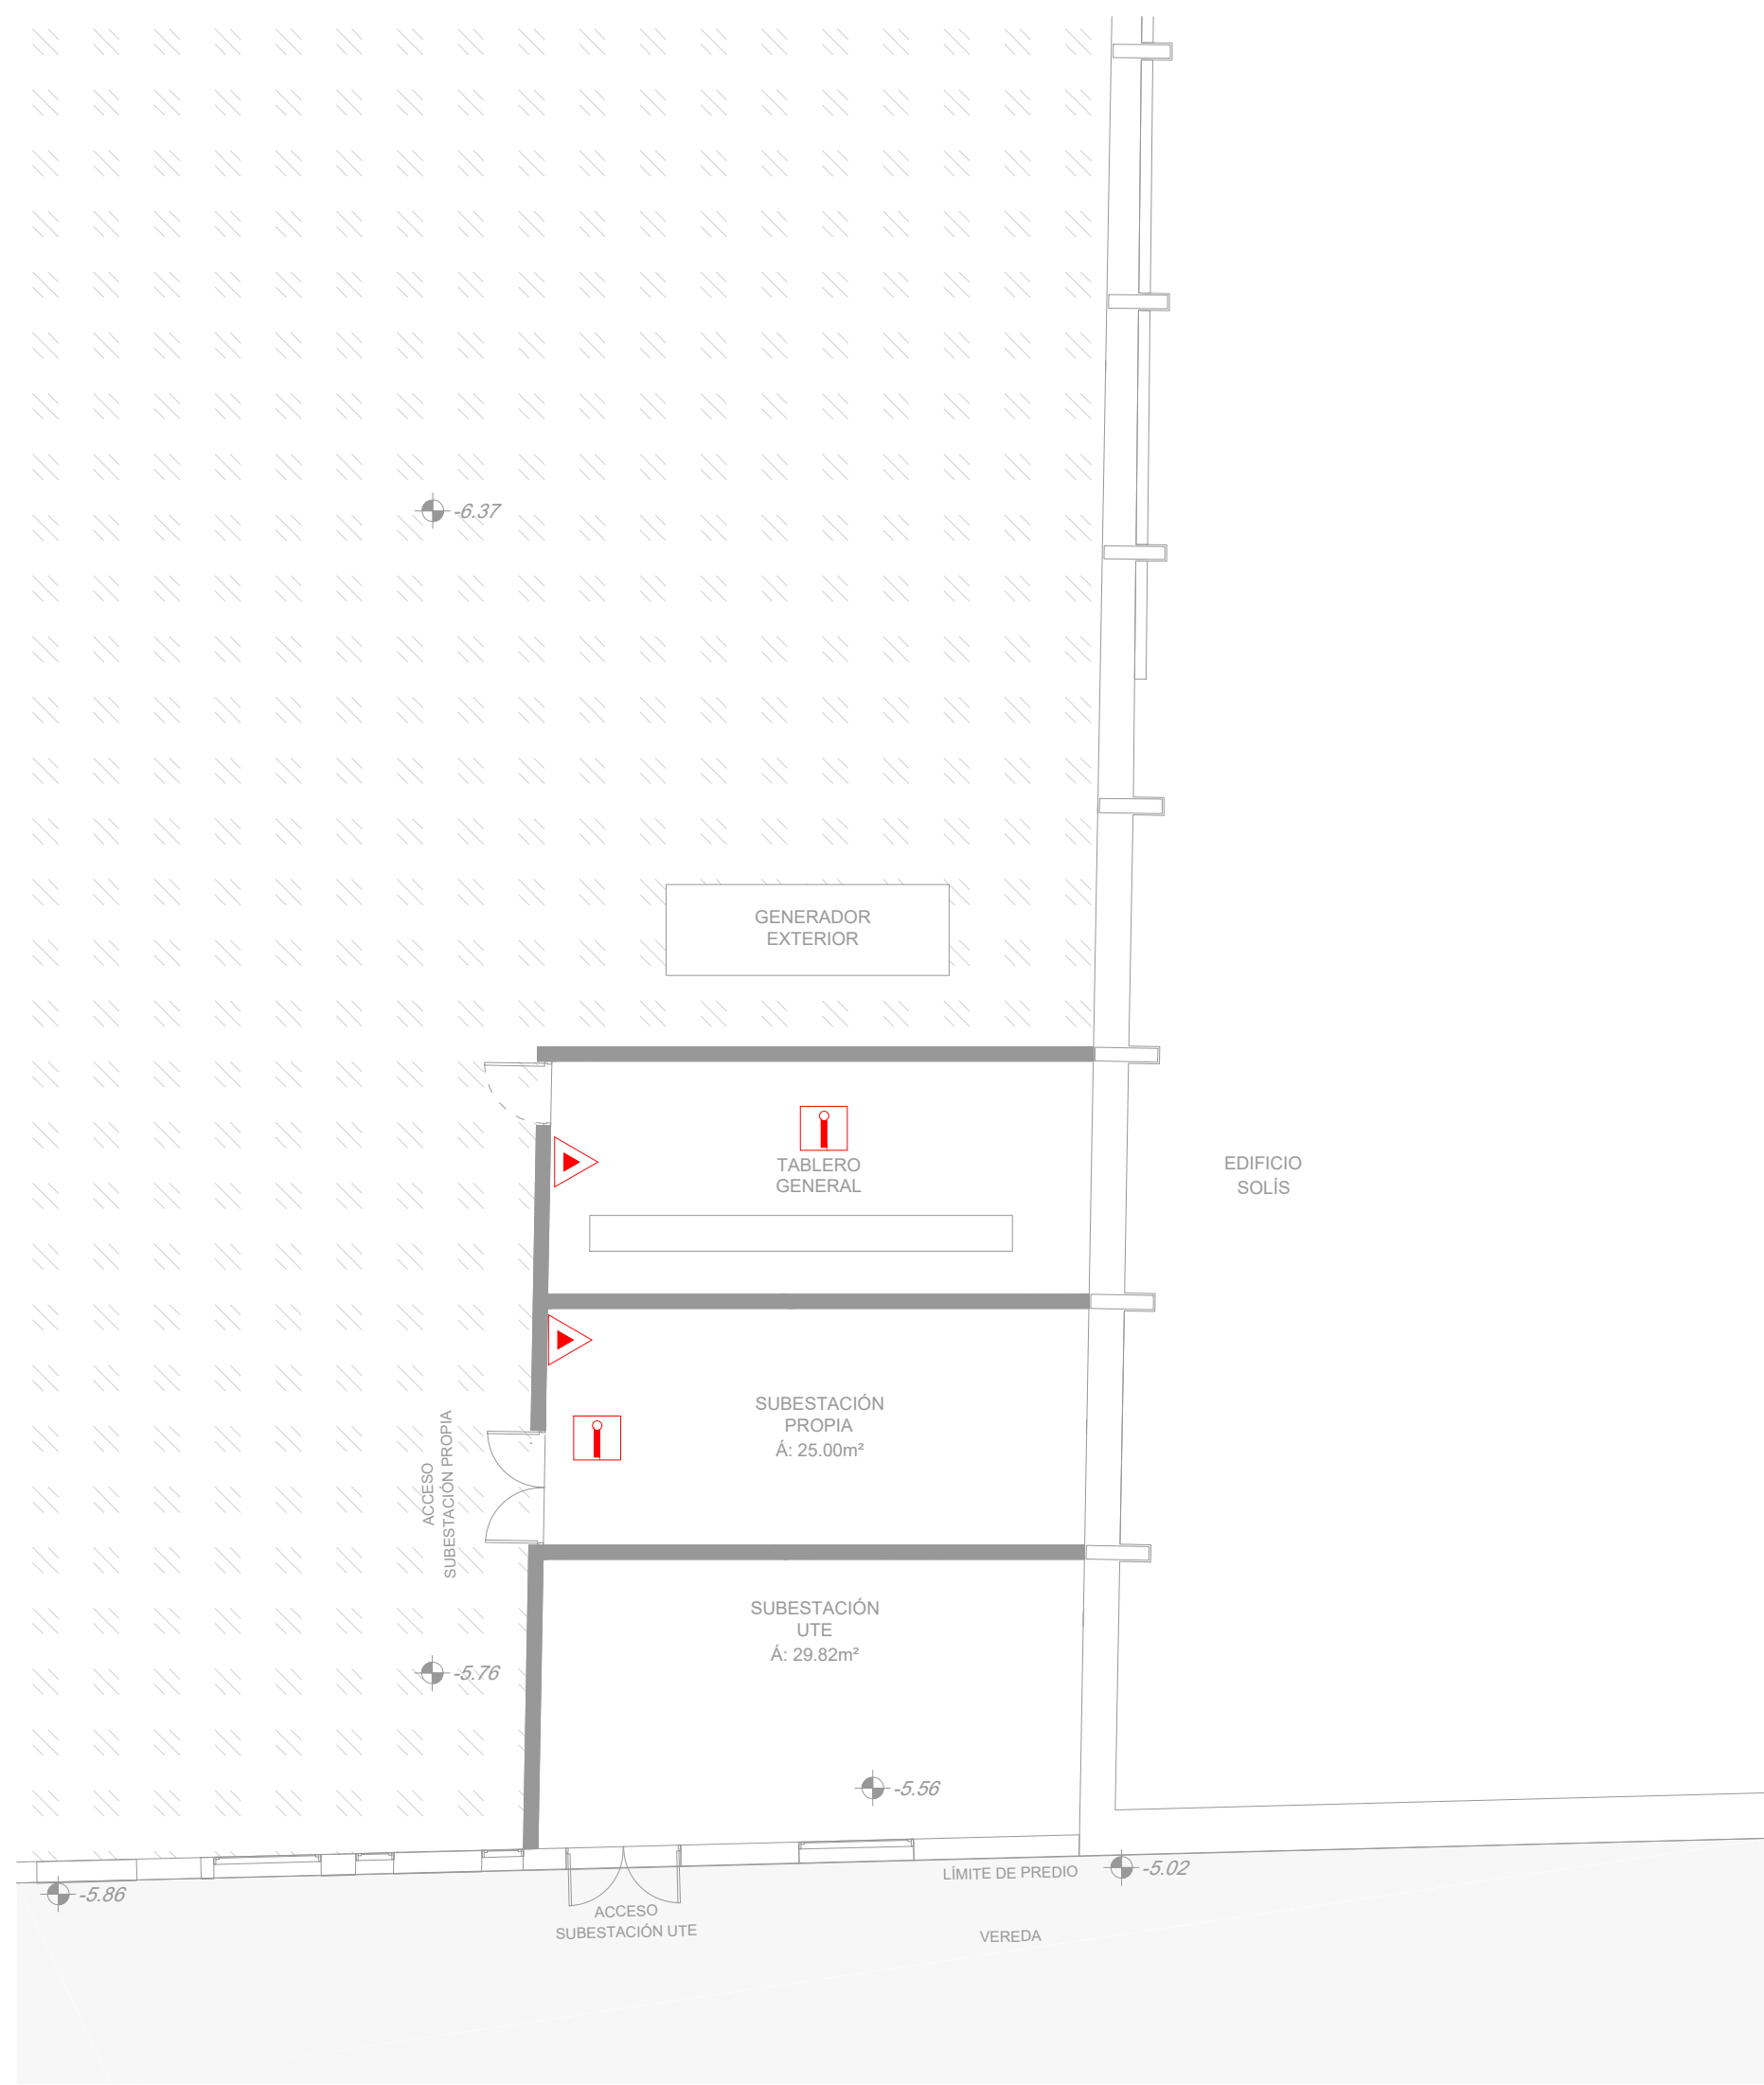 -6.37
GENERADOR
EXTERIOR
TABLERO
GENERAL
EDIFICIO
SOLÍS
SUBESTACIÓN
PROPIA
Á: 25.00m²
ACCESO
SUBESTACIÓN PROPIA
SUBESTACIÓN
UTE
Á: 29.82m²
-5.76
-5.56
LÍMITE DE PREDIO
-5.02
-5.86
ACCESO
SUBESTACIÓN UTE
VEREDA